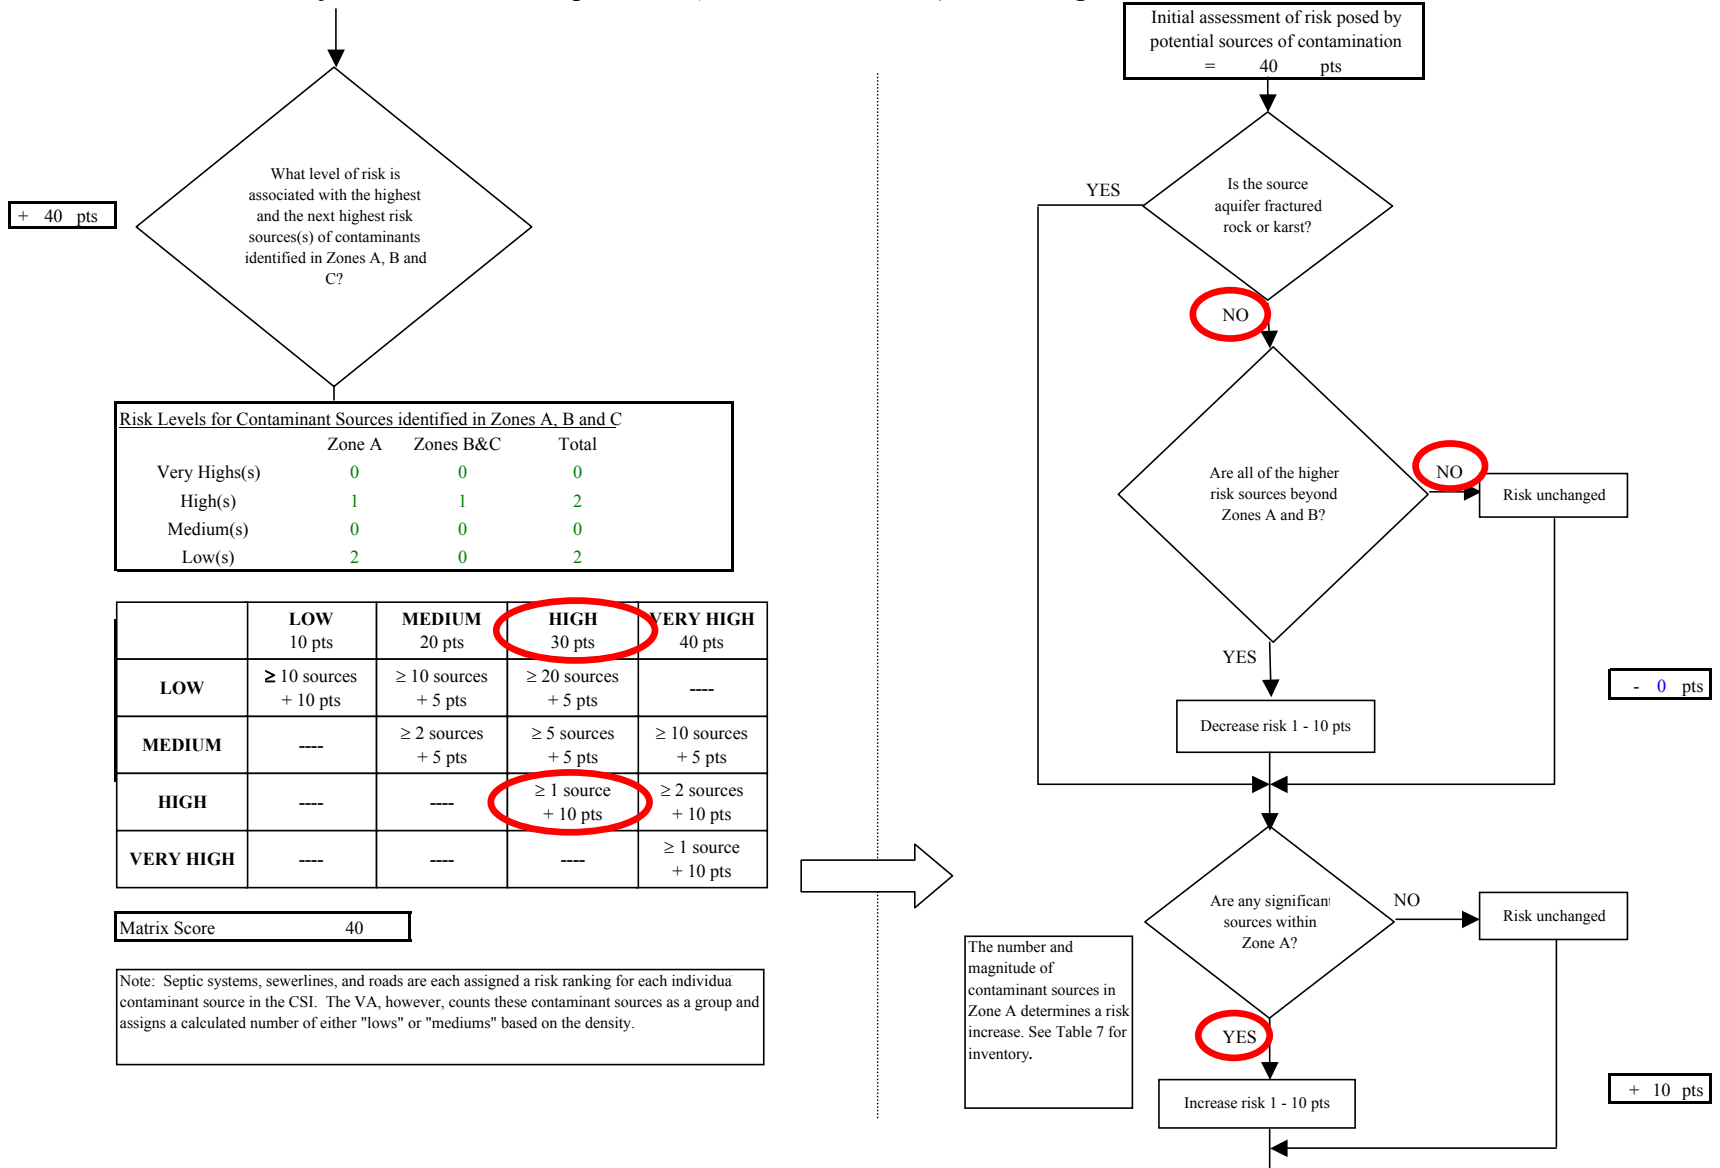 What level of risk is
associated with the highest
and the next highest risk
sources(s) of contaminants
identified in Zones A, B and
C?
+ 40 pts
Risk Levels for Contaminant Sources identified in Zones A, B and C
Zone A Zones B&C Total
Very Highs(s) 0 0 0
High(s) 1 1 2
Medium(s) 0 0 0
Low(s) 2 0 2
LOW MEDIUM HIGH VERY HIGH
10 pts 20 pts 30 pts 40 pts
LOW
≥ 10 sources ≥ 10 sources ≥ 20 sources ----
+ 10 pts + 5 pts + 5 pts
MEDIUM
---- ≥ 2 sources ≥ 5 sources ≥ 10 sources
+ 5 pts + 5 pts + 5 pts
HIGH
---- ---- ≥ 1 source ≥ 2 sources
+ 10 pts + 10 pts
VERY HIGH
---- ---- ---- ≥ 1 source
+ 10 pts
Matrix Score 40
Note: Septic systems, sewerlines, and roads are each assigned a risk ranking for each individua
contaminant source in the CSI. The VA, however, counts these contaminant sources as a group and
assigns a calculated number of either "lows" or "mediums" based on the density.
Initial assessment of risk posed by
potential sources of contamination
= 40 pts
Is the source
aquifer fractured
rock or karst?
YES
NO
Are all of the higher
risk sources beyond
Zones A and B?
NO
Risk unchanged
YES
Decrease risk 1 - 10 pts
- 0 pts
Are any significant
sources within
Zone A?
NO
Risk unchanged
The number and
magnitude of
contaminant sources in
Zone A determines a risk
increase. See Table 7 for
inventory.
YES
Increase risk 1 - 10 pts
+ 10 pts